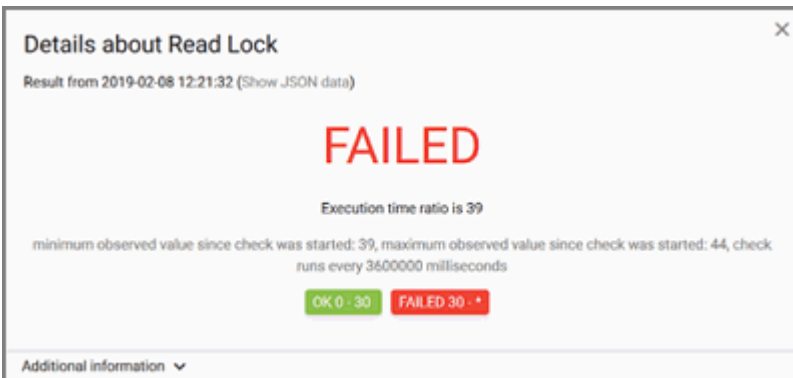 Details about Read Lock
Result from 2019-02-08 12:21:32 (Show JSON data)
FAILED
Execution time ratio is 39
minimum observed value since check was started: 39, maximum observed value since check was started: 44, check
runs every 3600000 milliseconds
OK 0 - 30 FAILED 30 - *
Additional information